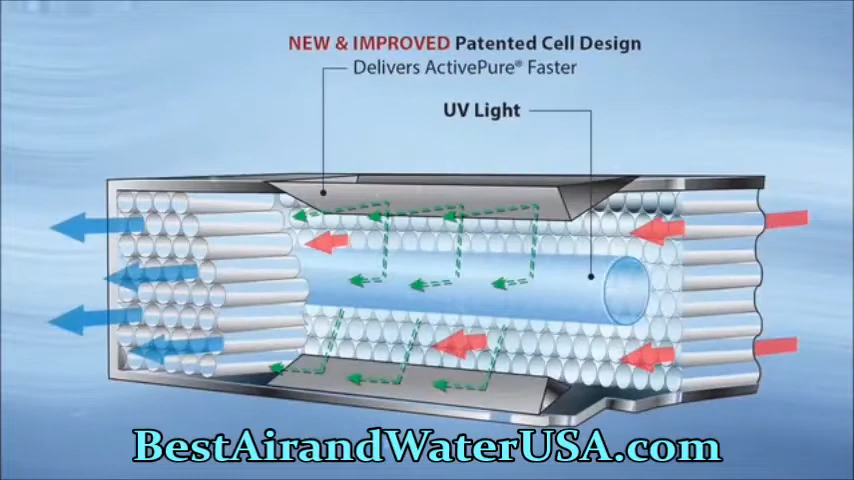 NEW & IMPROVED Patented Cell Design
Delivers ActivePure® Faster
UV Light
BestAirandWaterUSA.com